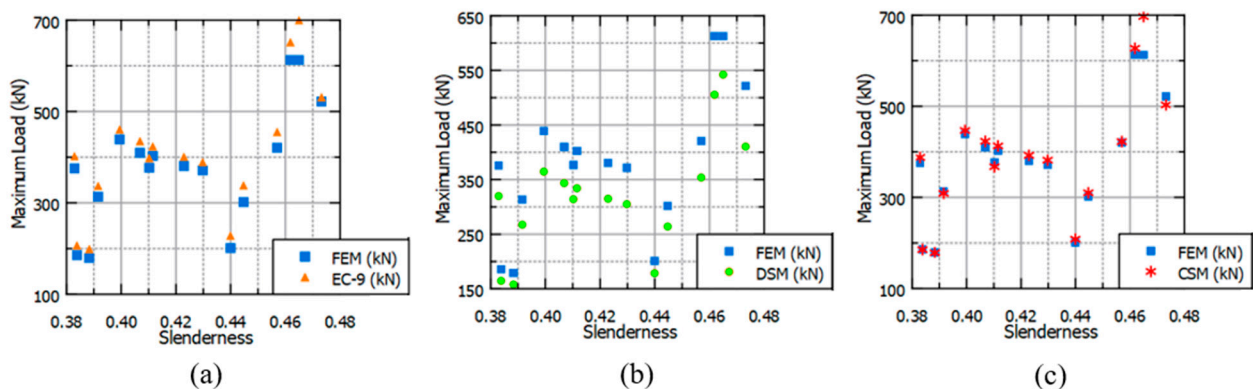 700
500
300
100
Maximum Load (kN)
0.38 0.40 0.42 0.44 0.46 0.48
Slenderness
FEM (kN)
EC-9 (kN)
(a)
650
550
450
350
250
150
Maximum Load (kN)
0.38 0.40 0.42 0.44 0.46 0.48
Slenderness
FEM (kN)
DSM (kN)
(b)
700
500
300
100
Maximum Load (kN)
0.38 0.40 0.42 0.44 0.46 0.48
Slenderness
FEM (kN)
CSM (kN)
(c)